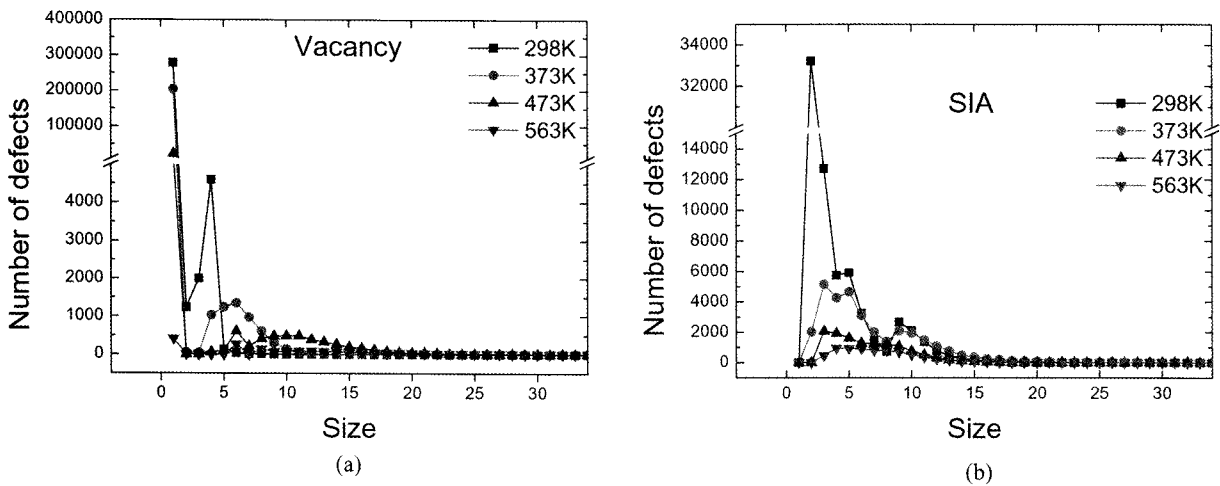 400000
300000
200000
100000
4000
3000
2000
1000
0
Number of defects
Vacancy
298K
373K
473K
563K
0 5 10 15 20 25 30
Size
(a)
34000
32000
14000
12000
10000
8000
6000
4000
2000
0
Number of defects
SIA
298K
373K
473K
563K
0 5 10 15 20 25 30
Size
(b)